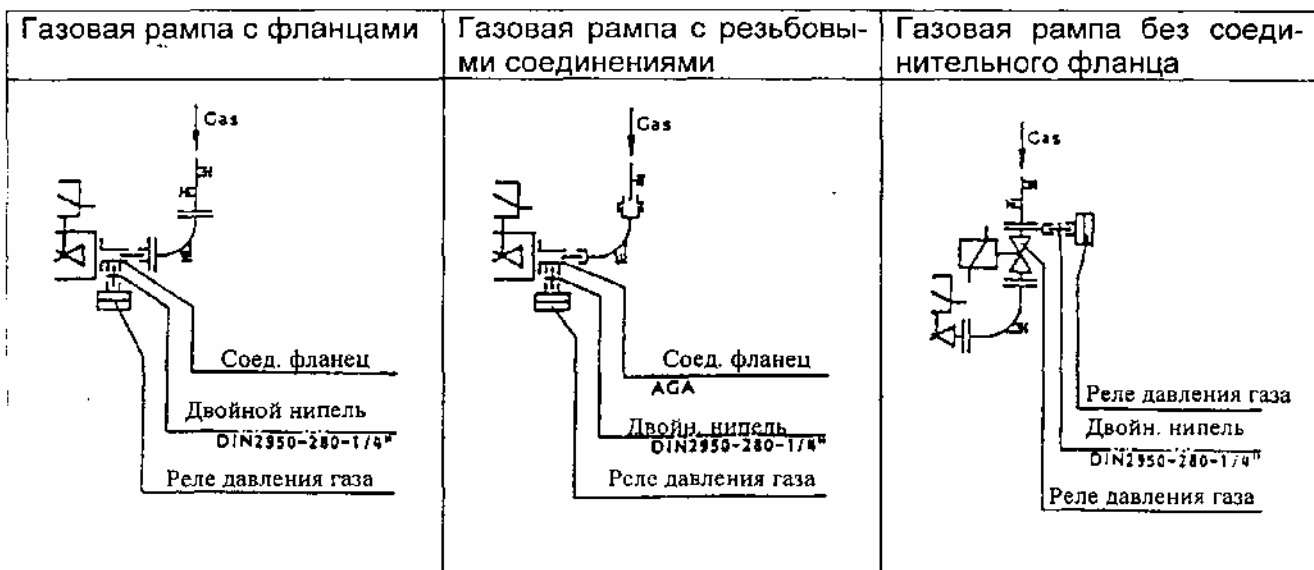 Газовая рампа с фланцами
Газовая рампа с резьбовы-
ми соединениями
Газовая рампа без соеди-
нительного фланца
Gas
Соед. фланец
Двойной нипель
DIN2950-280-1/4"
Реле давления газа
Gas
Соед. фланец
AGA
Двойн. нипель
DIN2950-280-1/4"
Реле давления газа
Gas
Реле давления газа
Двойн. нипель
DIN2950-280-1/4"
Реле давления газа